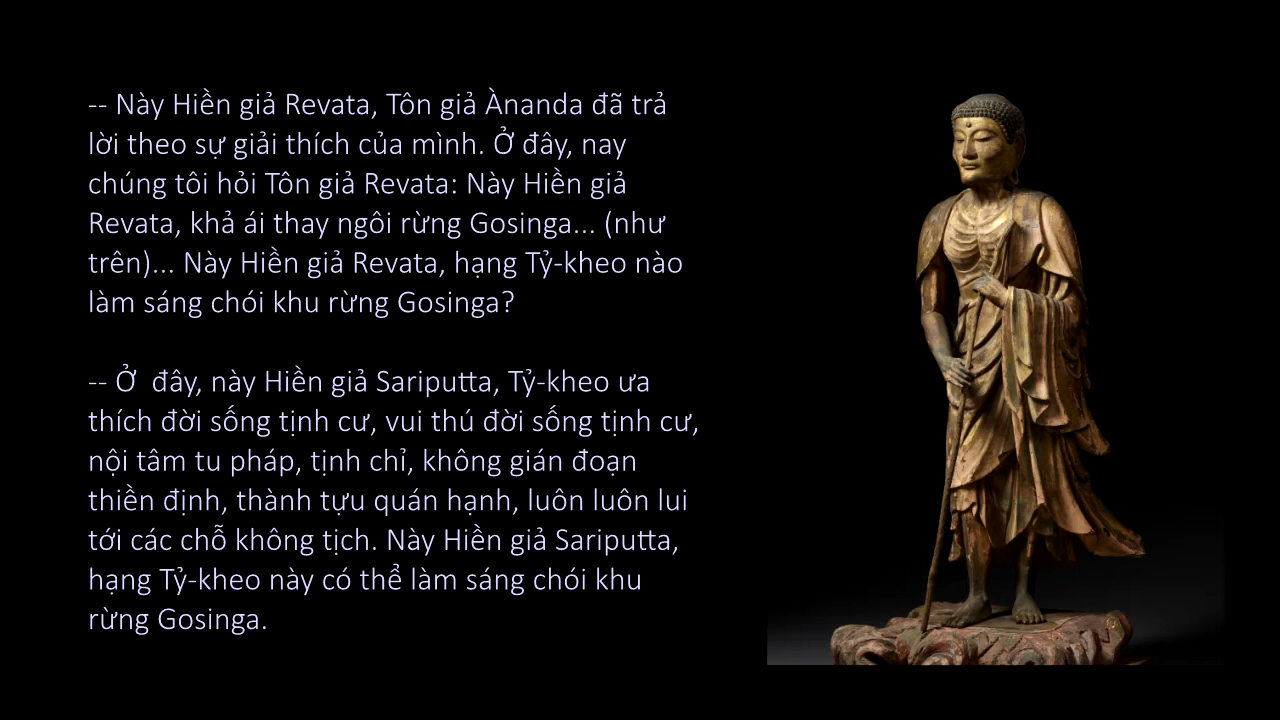 -- Này Hiền giả Revata, Tôn giả Ànanda đã trả
lời theo sự giải thích của mình. Ở đây, nay
chúng tôi hỏi Tôn giả Revata: Này Hiền giả
Revata, khả ái thay ngôi rừng Gosinga... (như
trên)... Này Hiền giả Revata, hạng Tỷ-kheo nào
làm sáng chói khu rừng Gosinga?
-- Ở  đây, này Hiền giả Sariputta, Tỷ-kheo ưa
thích đời sống tịnh cư, vui thú đời sống tịnh cư,
nội tâm tu pháp, tịnh chỉ, không gián đoạn
thiền định, thành tựu quán hạnh, luôn luôn lui
tới các chỗ không tịch. Này Hiền giả Sariputta,
hạng Tỷ-kheo này có thể làm sáng chói khu
rừng Gosinga.